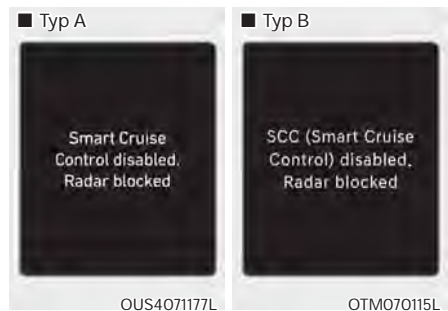 ■ Typ A
Smart Cruise
Control disabled.
Radar blocked
OUS4071177L
■ Typ B
SCC (Smart Cruise
Control) disabled.
Radar blocked
OTM070115L